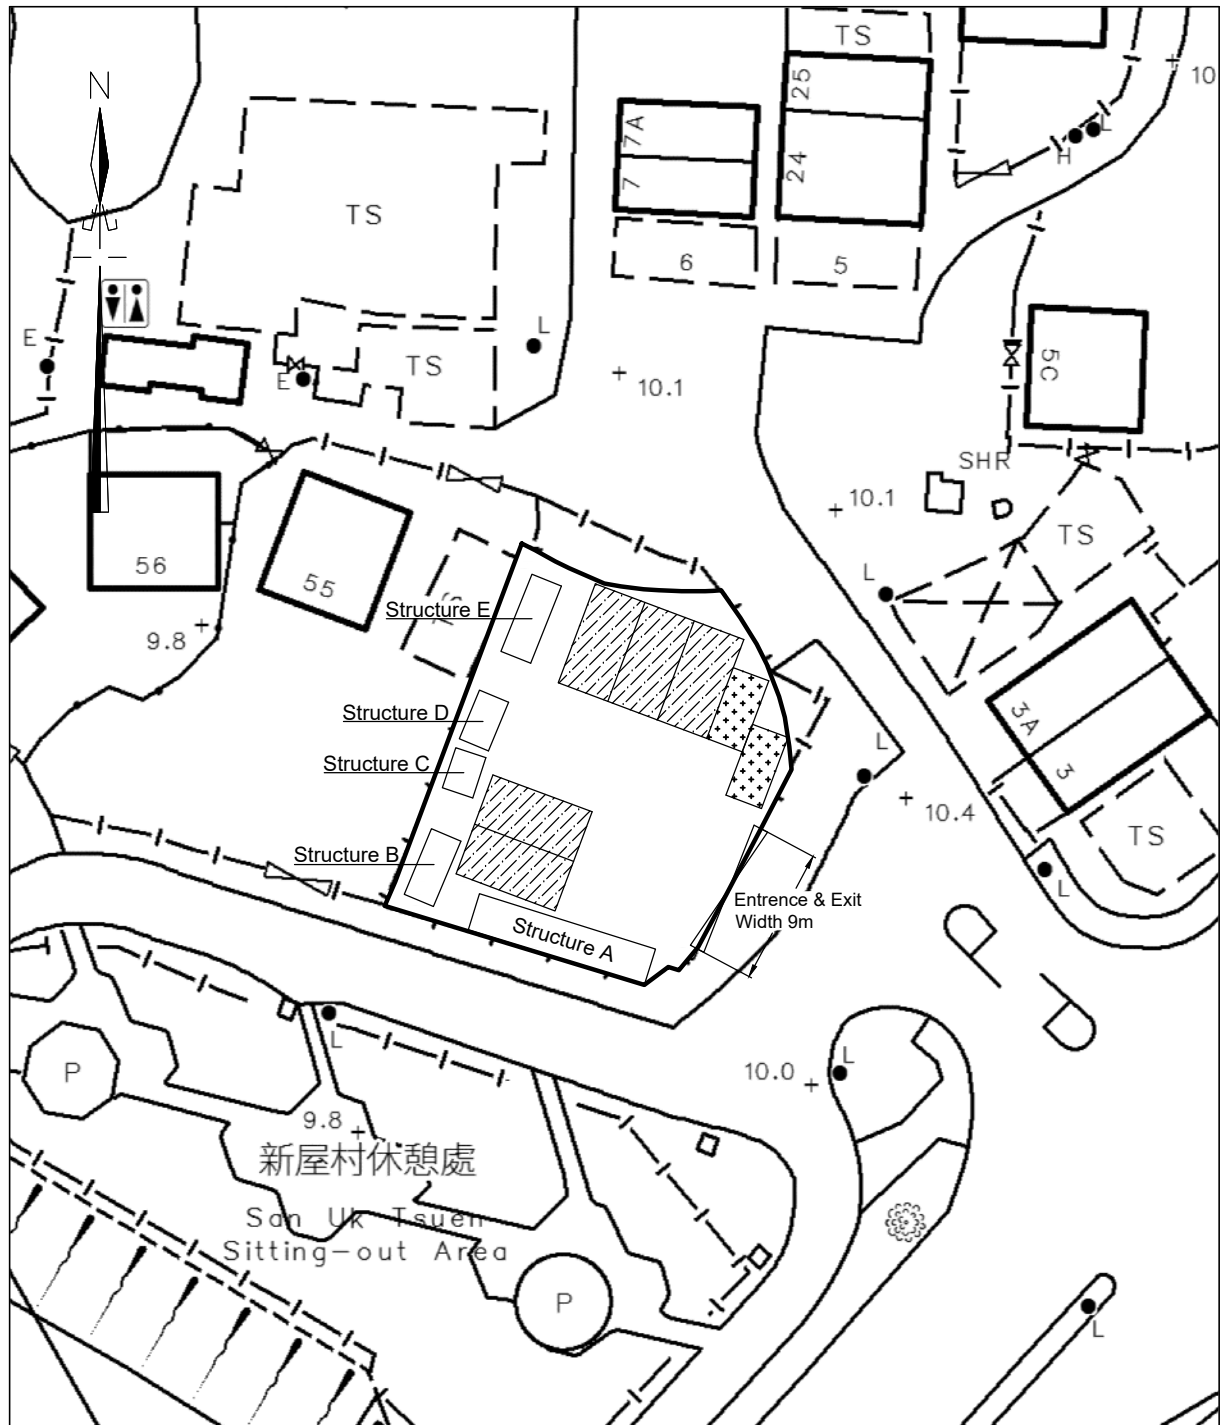 TS
10
N
25
7A
L
H
24
7
TS
6
5
E
L
5C
TS
E
10.1
SHR
10.1
TS
56
55
L
Structure E
9.8
3A
Structure D
L
Structure C
3
10.4
TS
Structure B
L
Entrence & Exit
Width 9m
Structure A
L
P
10.0
L
9.8
新屋村休憩處
San Uk Tsuen
Sitting-out Area
P
L